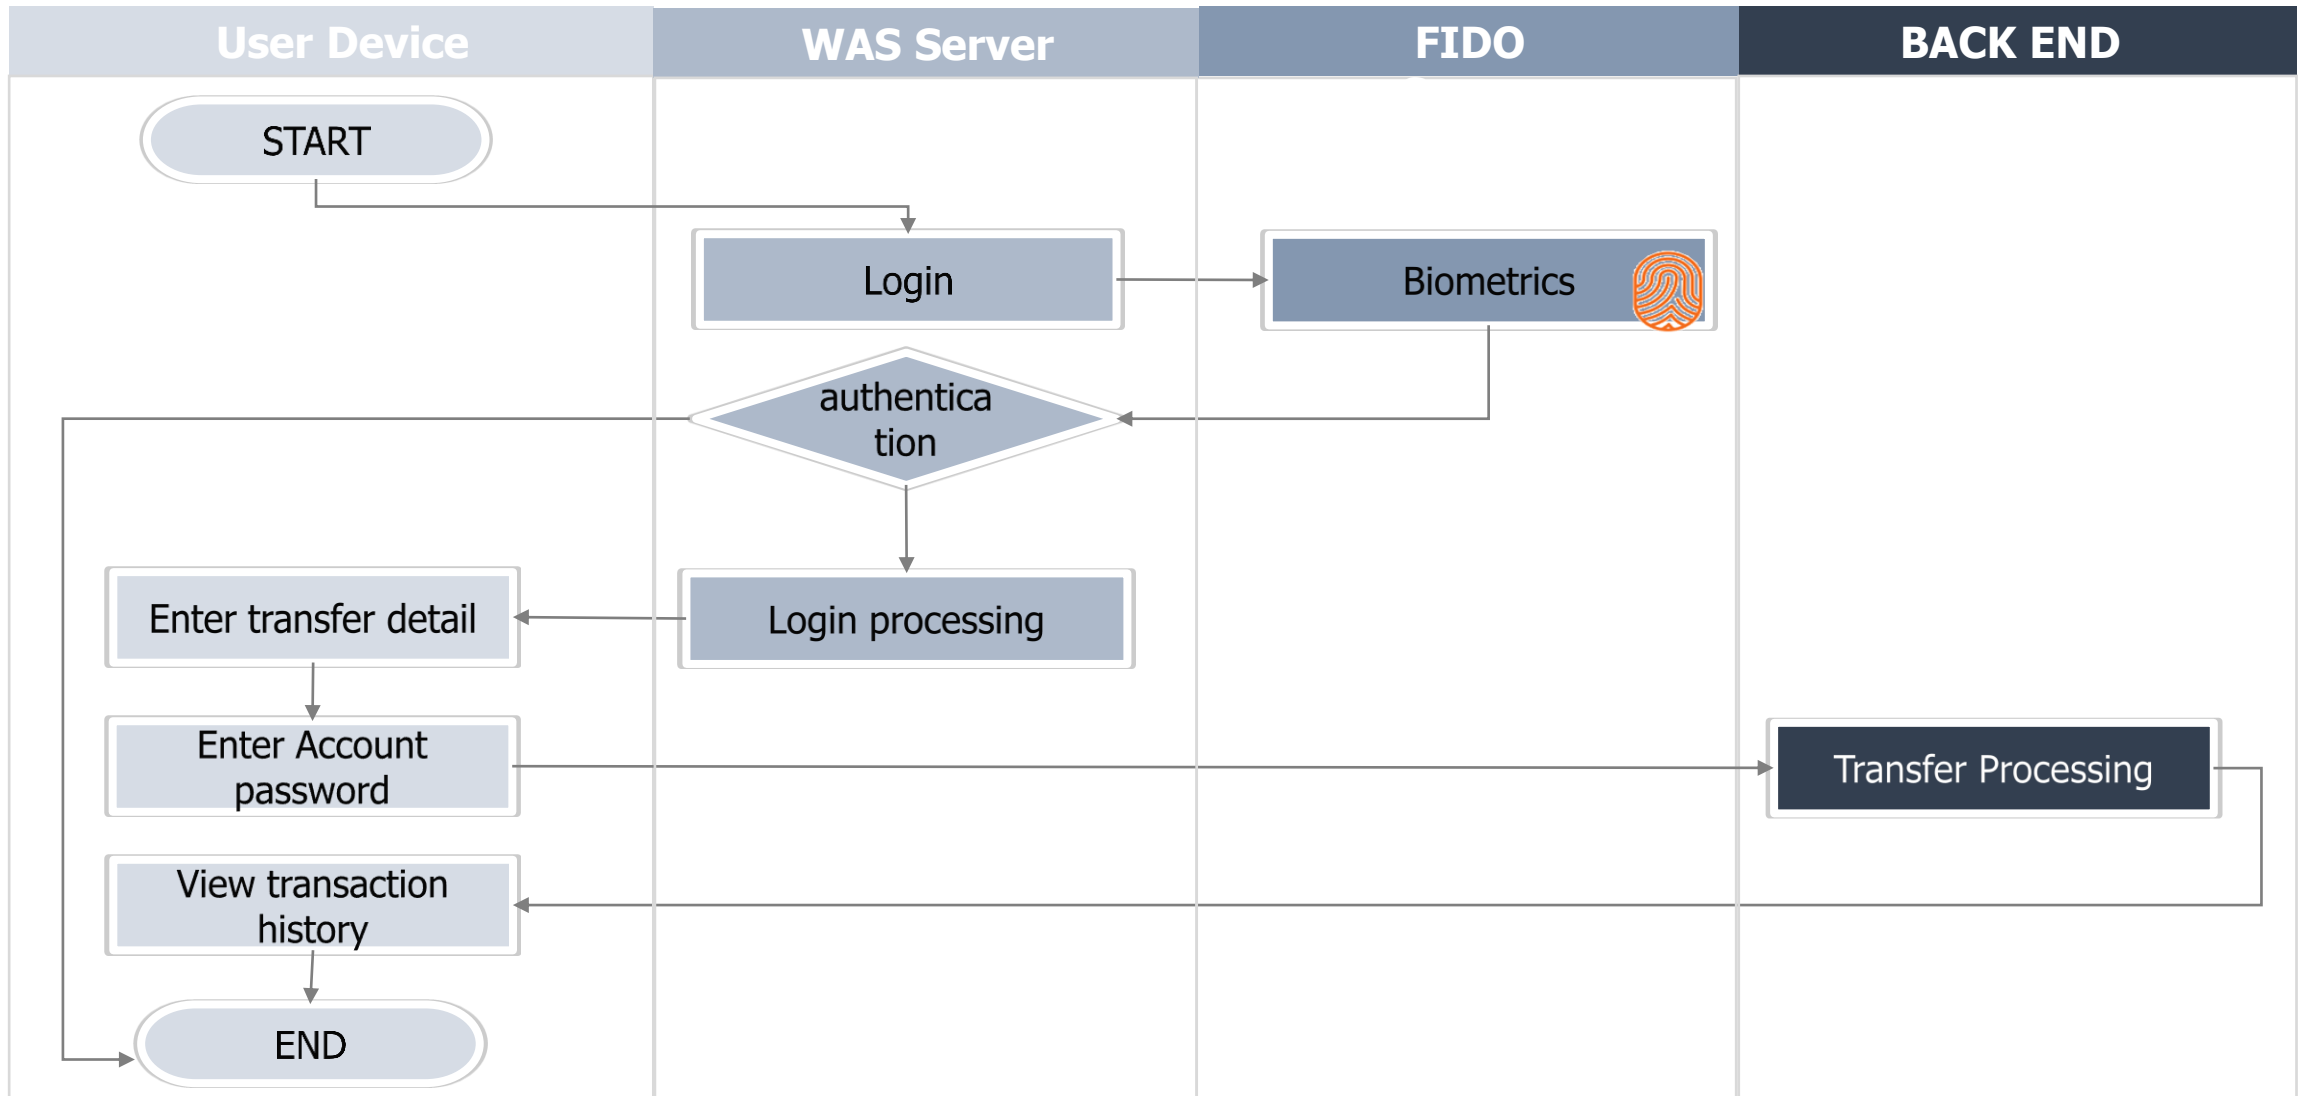 User Device
WAS Server
FIDO
BACK END
START
Login
Biometrics
authentica
tion
Enter transfer detail
Login processing
Enter Account
password
Transfer Processing
View transaction
history
END